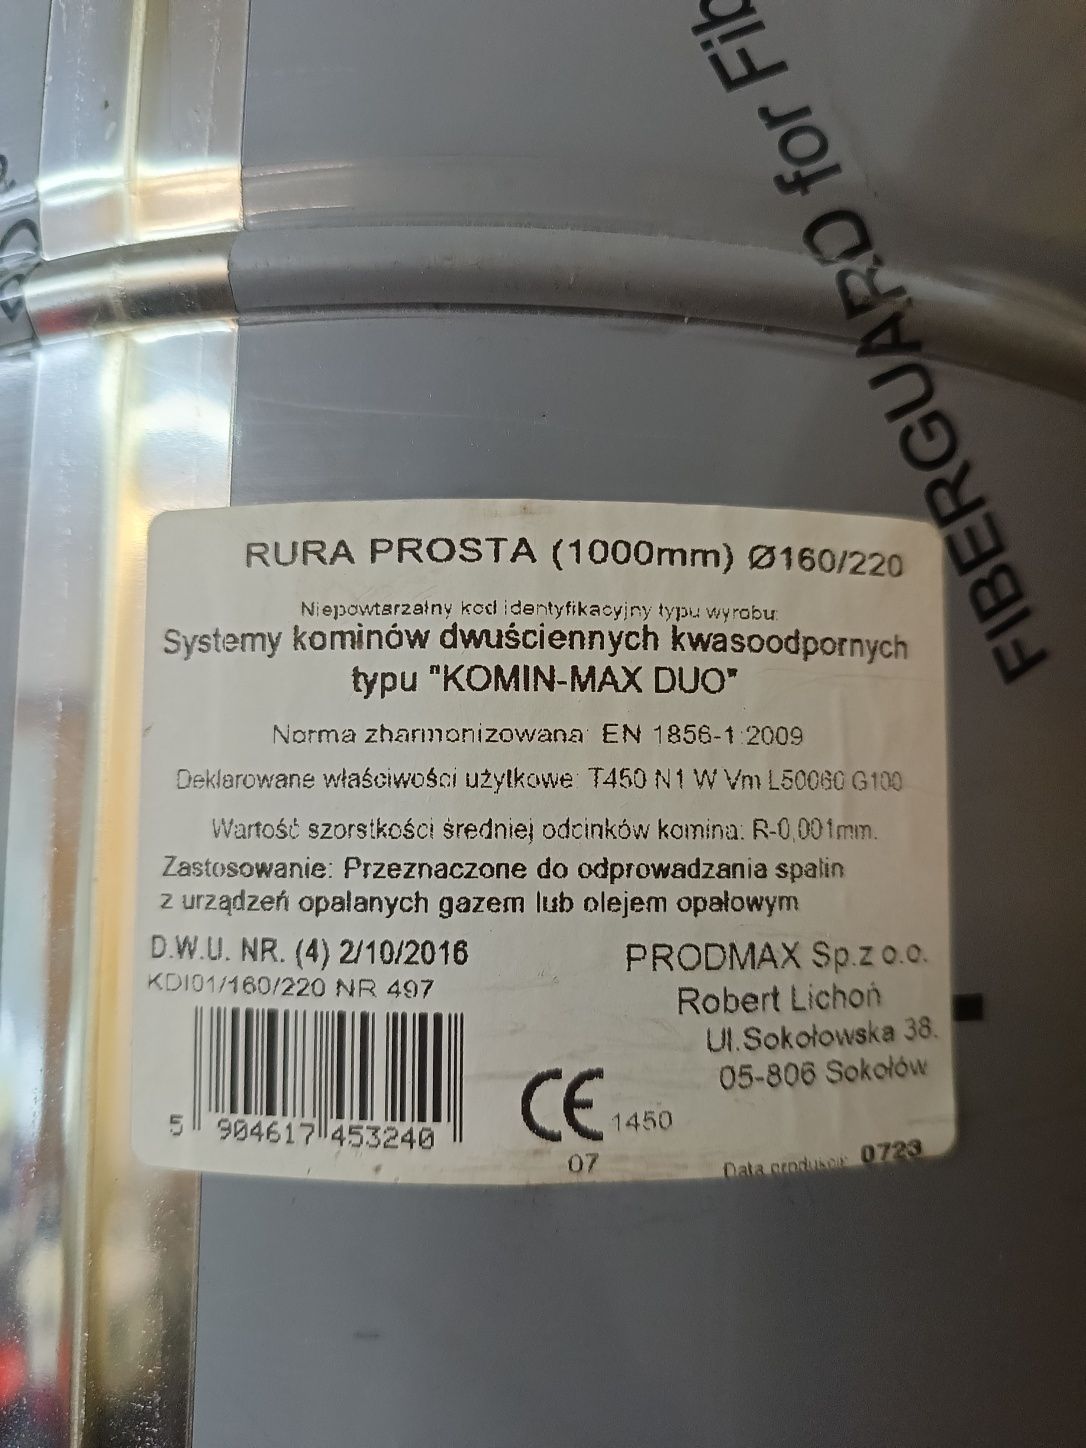 FIBERGUARD for Fib
RURA PROSTA (1000mm) Ø160/220
Niepowtarzalny kod identyfikacyjny typu wyrobu:
Systemy kominów dwuściennych kwasoodpornych
typu "KOMIN-MAX DUO"
Norma zharmonizowana: EN 1856-1:2009
Deklarowane właściwości użytkowe: T450 N1 W Vm L50060 G100
Wartość szorstkości średniej odcinków komina: R-0,001mm.
Zastosowanie: Przeznaczone do odprowadzania spalin
z urządzeń opalanych gazem lub olejem opałowym
D.W.U. NR. (4) 2/10/2016
KDI01/160/220 NR 497
PRODMAX Sp.z o.o.
Robert Lichoń
Ul.Sokołowska 38.
05-806 Sokołów
5 904617 453240
CE 1450
07
Data produkcji: 0723